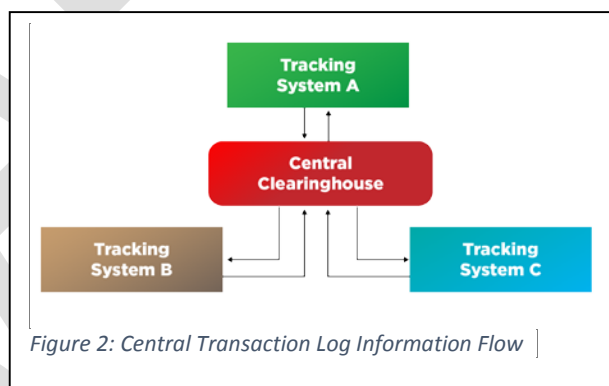 Tracking
System A
Central
Clearinghouse
Tracking
System B
Tracking
System C
Figure 2: Central Transaction Log Information Flow